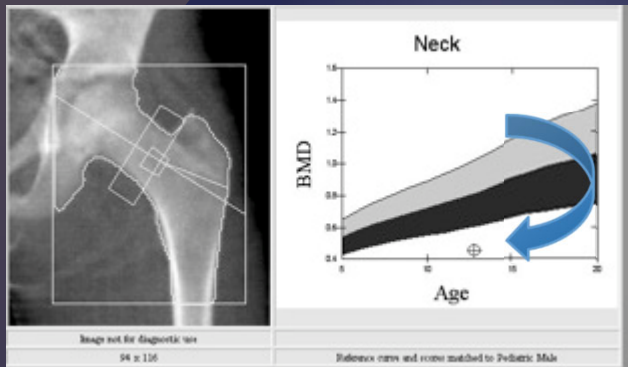 Neck
1.6
1.4
1.2
1.0
0.8
0.6
0.4
BMD
5
10
15
20
Age
Image not for diagnostic use
94 x 116
Reference curve and scores matched to Pediatric Male